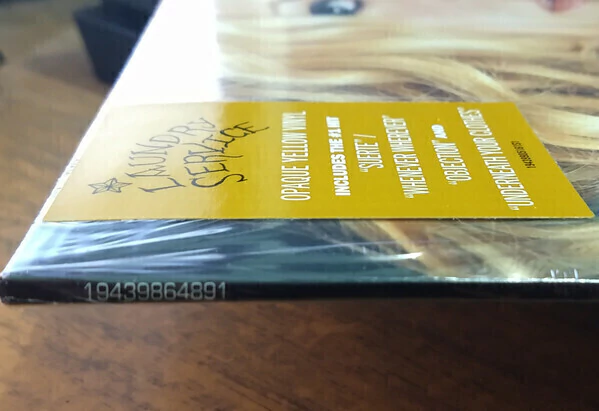 LAUNDRY
SERVICE
OPAQUE YELLOW VINYL
INCLUDES THE #1 HIT
"SUERTE" /
"WHENEVER WHEREVER"
"OBJECTION" AND
"UNDERNEATH YOUR CLOTHES"
19439864891